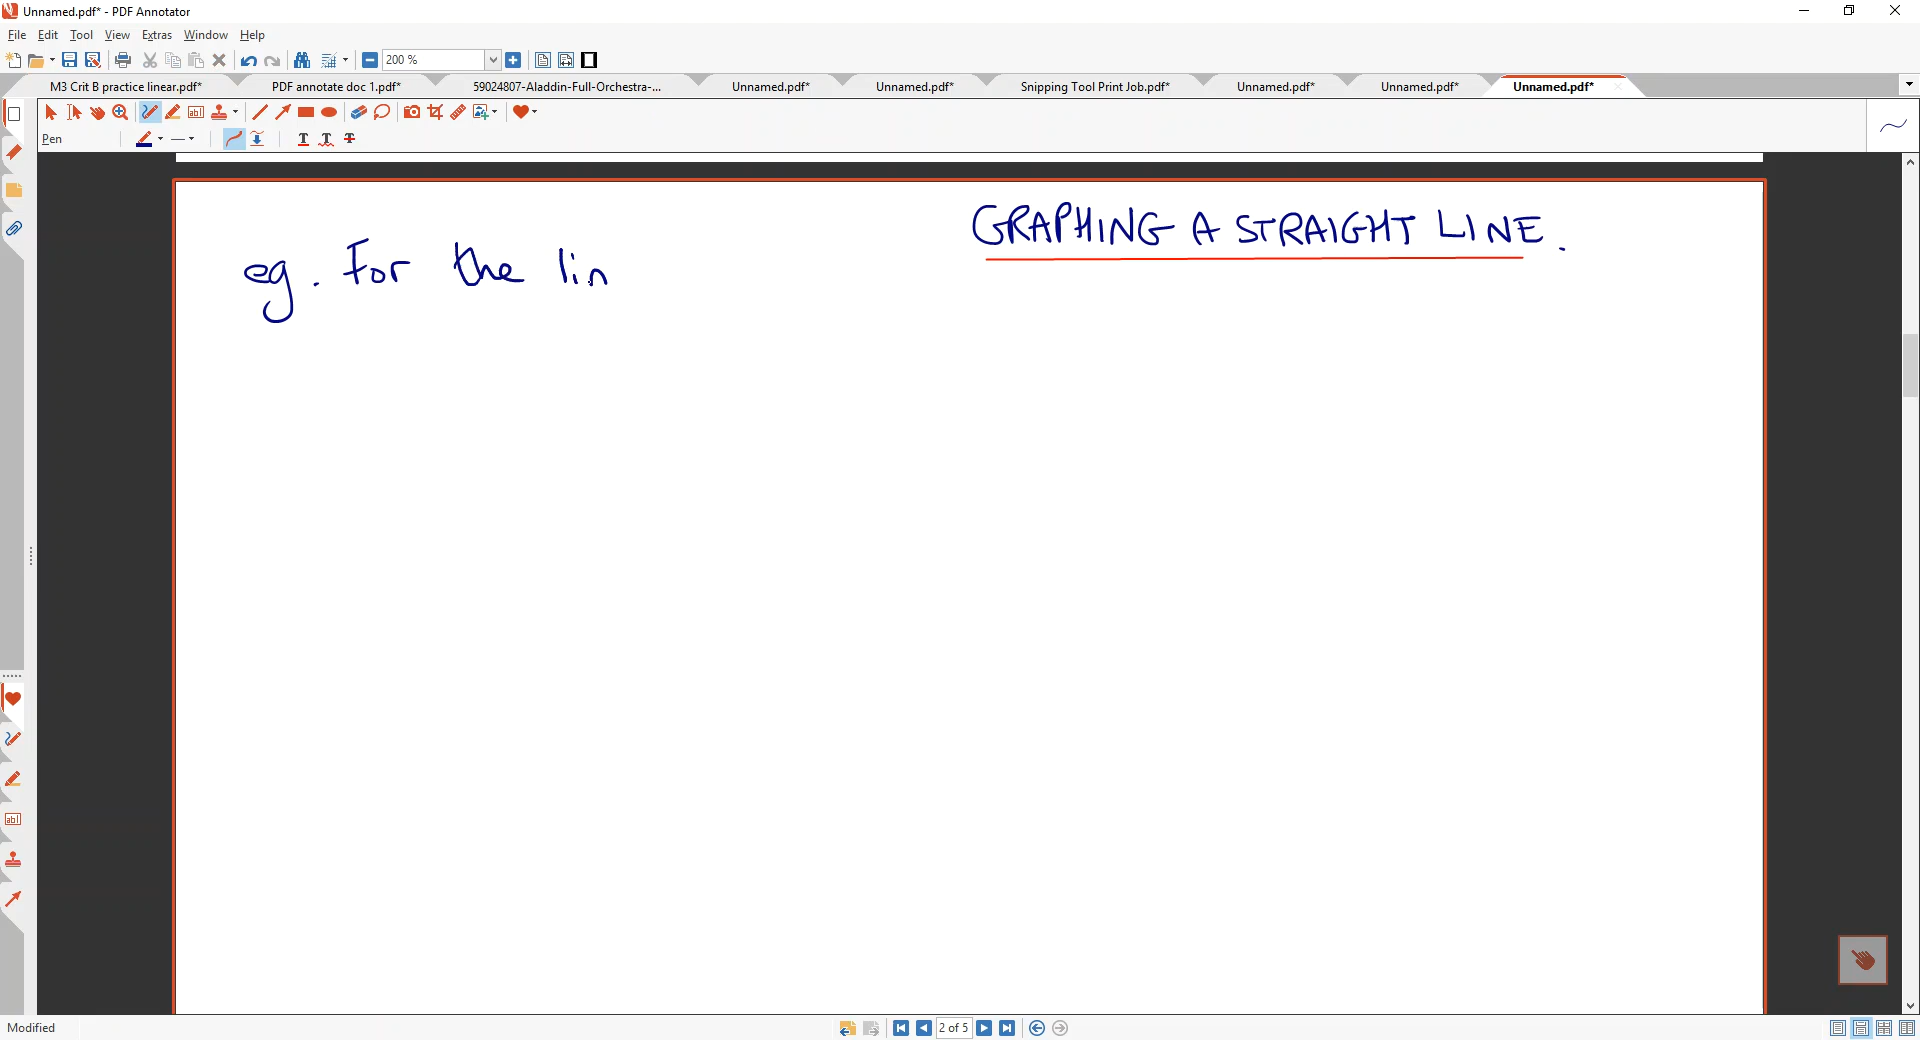 Unnamed.pdf* - PDF Annotator
File Edit Tool View Extras Window Help
200 %
M3 Crit B practice linear.pdf* PDF annotate doc 1.pdf* 59024807-Aladdin-Full-Orchestra-... Unnamed.pdf* Unnamed.pdf* Snipping Tool Print Job.pdf* Unnamed.pdf* Unnamed.pdf* Unnamed.pdf*
Pen
GRAPHING A STRAIGHT LINE.
eg. For the lin
Modified
2 of 5